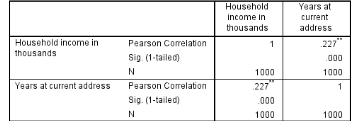 Household income in thousands Years at current address
Household income in thousands Pearson Correlation 1 .227**
Sig. (1-tailed) .000
N 1000 1000
Years at current address Pearson Correlation .227** 1
Sig. (1-tailed) .000
N 1000 1000